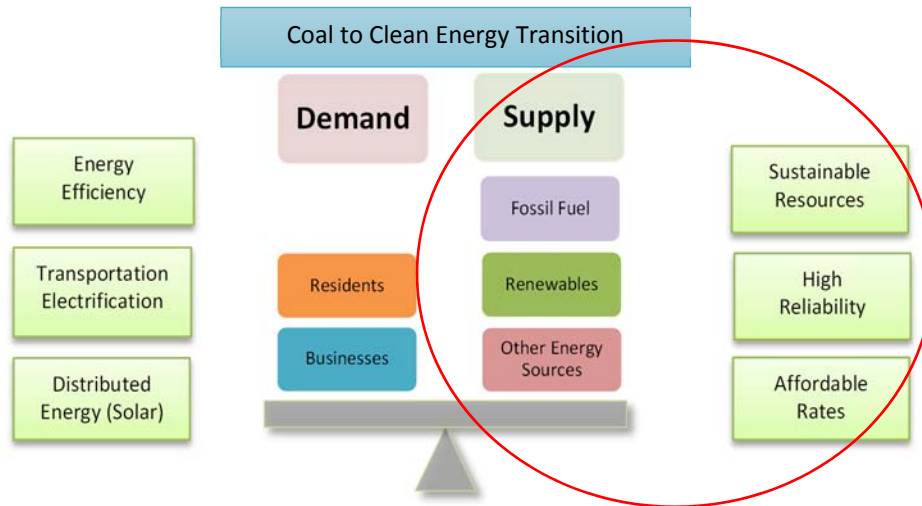 Coal to Clean Energy Transition
Demand
Supply
Energy
Efficiency
Transportation
Electrification
Distributed
Energy (Solar)
Residents
Businesses
Fossil Fuel
Renewables
Other Energy
Sources
Sustainable
Resources
High
Reliability
Affordable
Rates